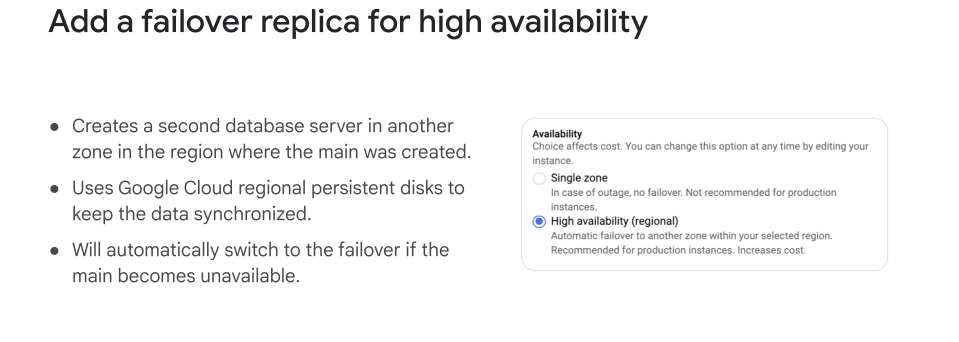 Add a failover replica for high availability
● Creates a second database server in another
zone in the region where the main was created.
● Uses Google Cloud regional persistent disks to
keep the data synchronized.
● Will automatically switch to the failover if the
main becomes unavailable.
Availability
Choice affects cost. You can change this option at any time by editing your
instance.
Single zone
In case of outage, no failover. Not recommended for production
instances.
High availability (regional)
Automatic failover to another zone within your selected region.
Recommended for production instances. Increases cost.